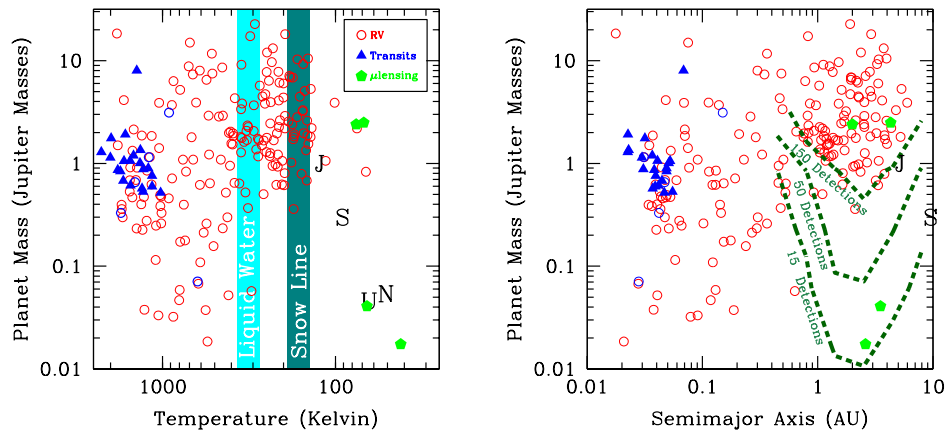 Planet Mass (Jupiter Masses)
10
1
0.1
0.01
1000
100
Temperature (Kelvin)
Liquid Water
Snow Line
RV
Transits
μlensing
J
S
U N
Planet Mass (Jupiter Masses)
10
1
0.1
0.01
0.01
0.1
1
10
Semimajor Axis (AU)
150 Detections
50 Detections
15 Detections
J
S